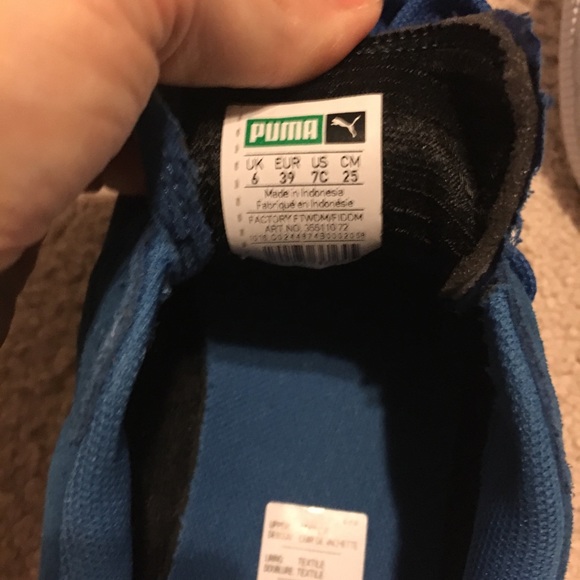 PUMA
UK EUR US CM
6 39 7C 25
Made in Indonesia
Fabriqué en Indonésie
FACTORY FTWDM/FIDOM
ART NO. 355110 72
TEXTILE
DOUBLURE TEXTILE